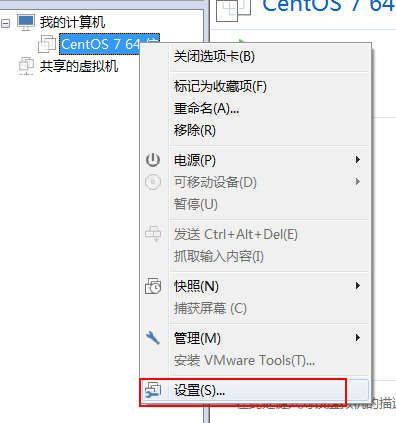 CentOS 7 64
我的计算机
CentOS 7 64 位
共享的虚拟机
关闭选项卡(B)
标记为收藏项(F)
重命名(A)...
移除(R)
电源(P)
可移动设备(D)
暂停(U)
发送 Ctrl+Alt+Del(E)
抓取输入内容(I)
快照(N)
捕获屏幕 (C)
管理(M)
安装 VMware Tools(T)...
设置(S)...